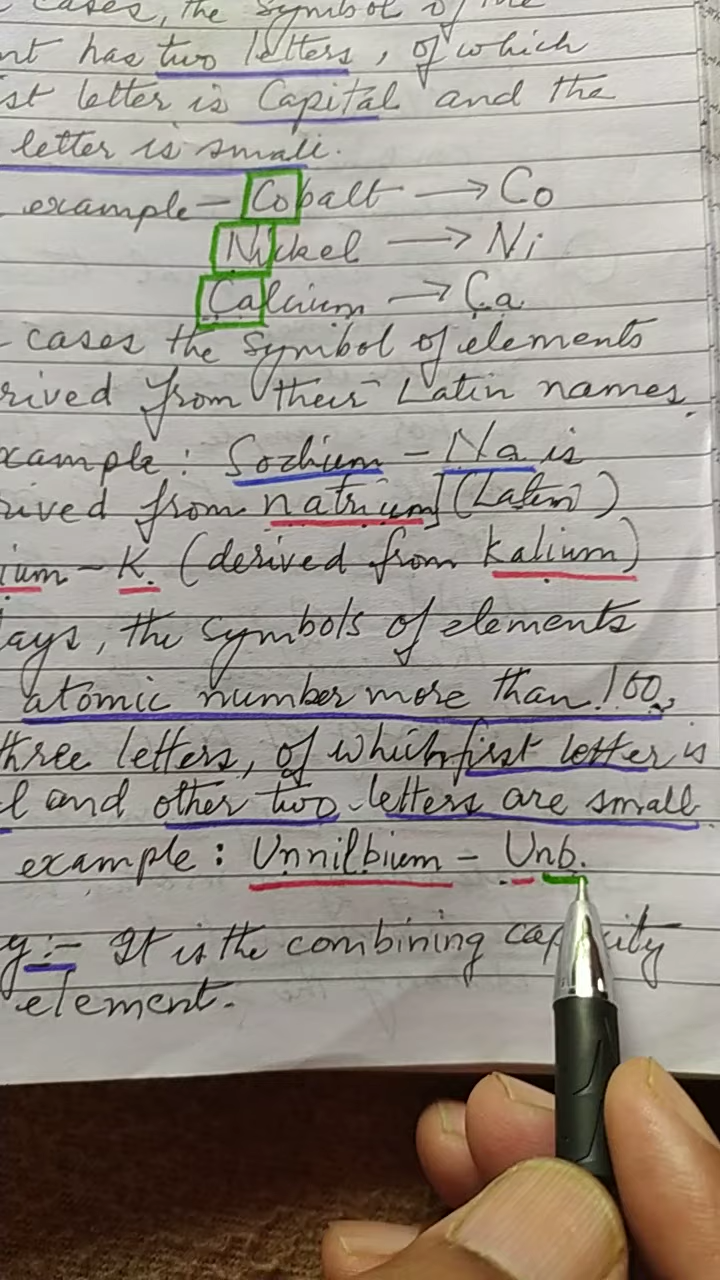 cases, the symbol of the
nt has two letters, of which
st letter is Capital and the
letter is small.
example - Cobalt → Co
Nickel → Ni
Calcium → Ca
- cases the symbol of elements
rived from their Latin names.
xample : Sodium - Na is
rived from natrium] (Latin)
ium - K. (derived from Kalium)
ays, the symbols of elements
atomic number more than 100,
three letters, of which first letter is
l and other two letters are small
example : Unnilbium - Unb.
y :- It is the combining capacity
element.